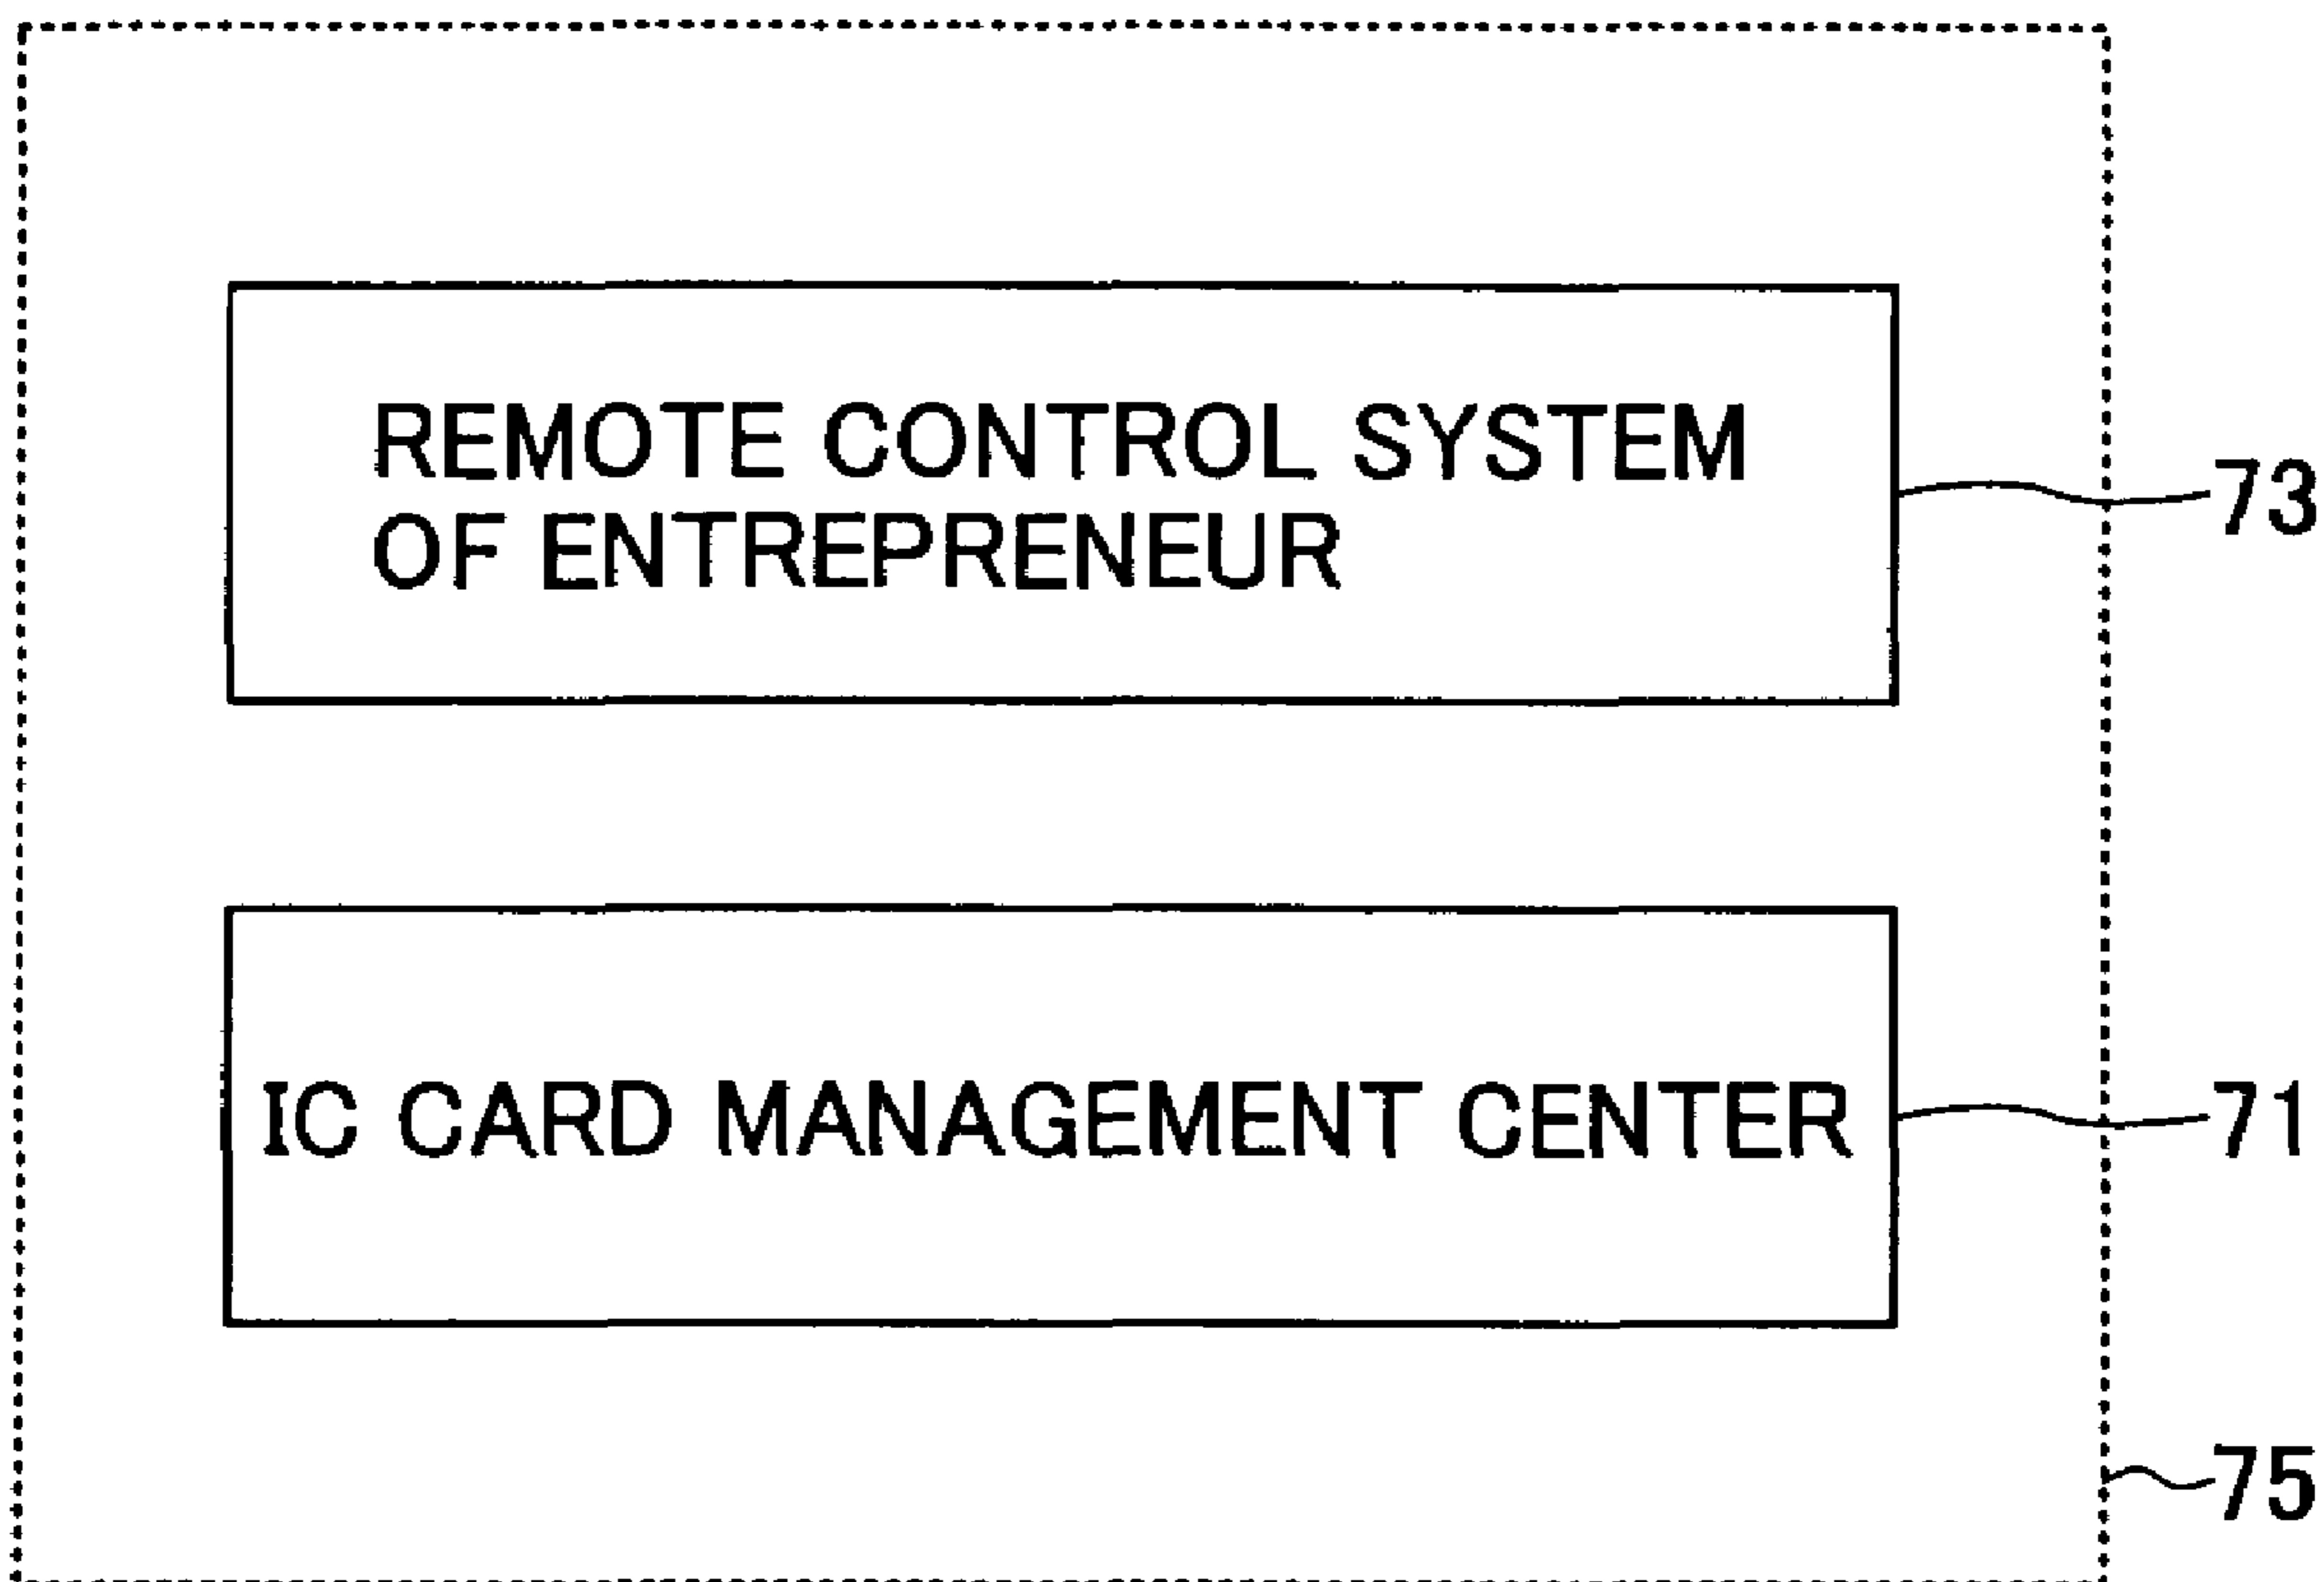 REMOTE CONTROL SYSTEM
OF ENTREPRENEUR
73
IC CARD MANAGEMENT CENTER
71
75